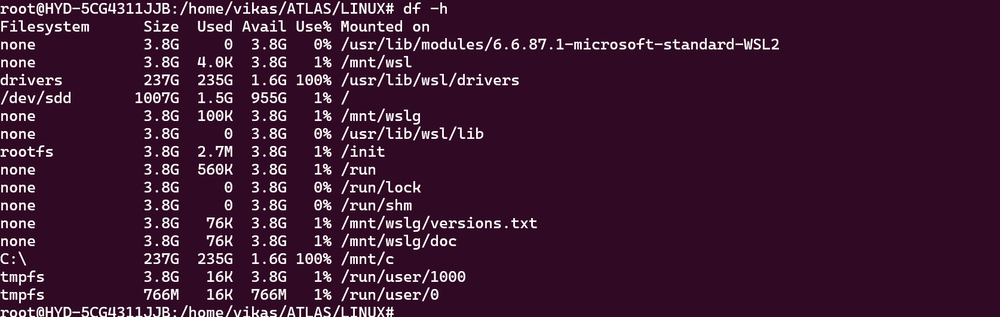 root@HYD-5CG4311JJB:/home/vikas/ATLAS/LINUX# df -h
Filesystem      Size  Used Avail Use% Mounted on
none            3.8G     0  3.8G   0% /usr/lib/modules/6.6.87.1-microsoft-standard-WSL2
none            3.8G  4.0K  3.8G   1% /mnt/wsl
drivers         237G  235G  1.6G 100% /usr/lib/wsl/drivers
/dev/sdd       1007G  1.5G  955G   1% /
none            3.8G  100K  3.8G   1% /mnt/wslg
none            3.8G     0  3.8G   0% /usr/lib/wsl/lib
rootfs          3.8G  2.7M  3.8G   1% /init
none            3.8G  560K  3.8G   1% /run
none            3.8G     0  3.8G   0% /run/lock
none            3.8G     0  3.8G   0% /run/shm
none            3.8G   76K  3.8G   1% /mnt/wslg/versions.txt
none            3.8G   76K  3.8G   1% /mnt/wslg/doc
C:\             237G  235G  1.6G 100% /mnt/c
tmpfs           3.8G   16K  3.8G   1% /run/user/1000
tmpfs           766M   16K  766M   1% /run/user/0
root@HYD-5CG4311JJB:/home/vikas/ATLAS/LINUX#